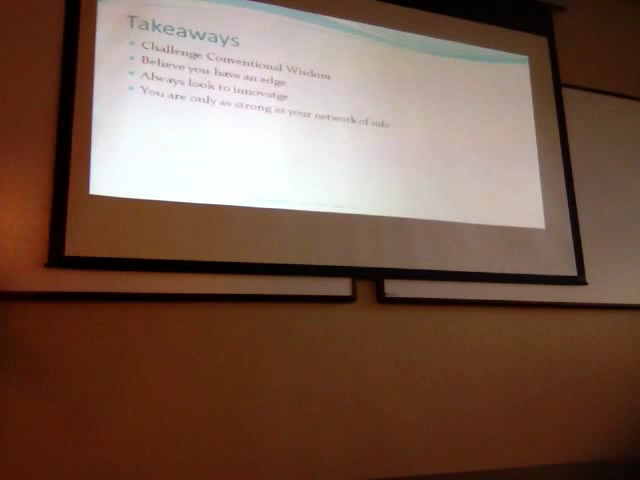 Takeaways
Challenge Conventional Wisdom
Believe you have an edge
Always look to innovatge
You are only as strong as your network of info